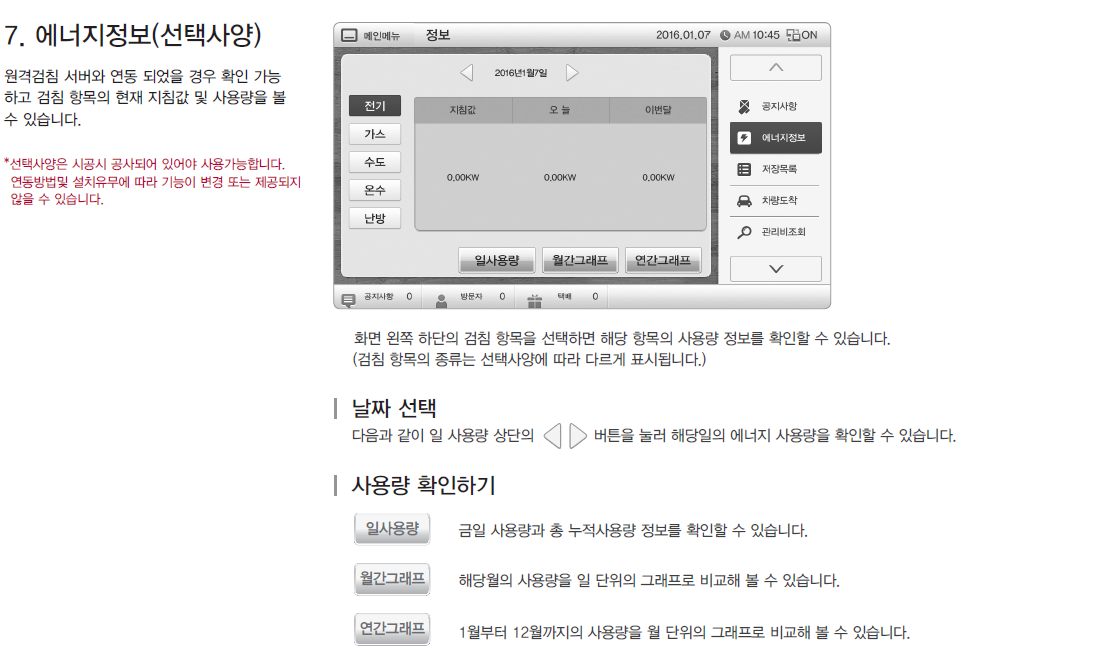 7. 에너지정보(선택사양)
원격검침 서버와 연동 되었을 경우 확인 가능
하고 검침 항목의 현재 지침값 및 사용량을 볼
수 있습니다.
*선택사양은 시공시 공사되어 있어야 사용가능합니다.
연동방법및 설치유무에 따라 기능이 변경 또는 제공되지
않을 수 있습니다.
메인메뉴 정보 2016.01.07 AM 10:45 ON
2016년1월7일
전기
가스
수도
온수
난방
지침값 오늘 이번달
0.00KW 0.00KW 0.00KW
일사용량 월간그래프 연간그래프
공지사항
에너지정보
저장목록
차량도착
관리비조회
공지사항 0 방문자 0 택배 0
화면 왼쪽 하단의 검침 항목을 선택하면 해당 항목의 사용량 정보를 확인할 수 있습니다.
(검침 항목의 종류는 선택사양에 따라 다르게 표시됩니다.)
날짜 선택
다음과 같이 일 사용량 상단의 버튼을 눌러 해당일의 에너지 사용량을 확인할 수 있습니다.
사용량 확인하기
일사용량 금일 사용량과 총 누적사용량 정보를 확인할 수 있습니다.
월간그래프 해당월의 사용량을 일 단위의 그래프로 비교해 볼 수 있습니다.
연간그래프 1월부터 12월까지의 사용량을 월 단위의 그래프로 비교해 볼 수 있습니다.